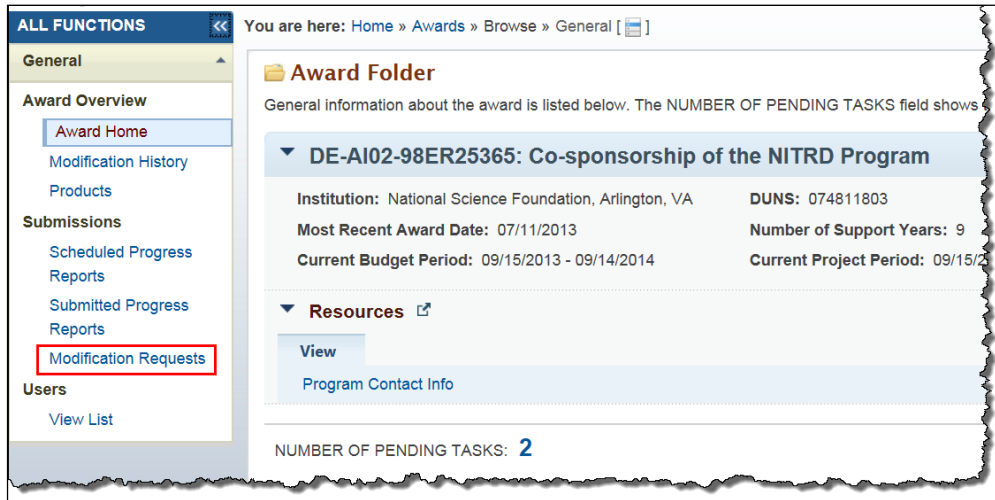 ALL FUNCTIONS
You are here: Home » Awards » Browse » General [ ]
General
Award Overview
Award Home
Modification History
Products
Submissions
Scheduled Progress
Reports
Submitted Progress
Reports
Modification Requests
Users
View List
Award Folder
General information about the award is listed below. The NUMBER OF PENDING TASKS field shows
DE-AI02-98ER25365: Co-sponsorship of the NITRD Program
Institution: National Science Foundation, Arlington, VA
DUNS: 074811803
Most Recent Award Date: 07/11/2013
Number of Support Years: 9
Current Budget Period: 09/15/2013 - 09/14/2014
Current Project Period: 09/15/2
Resources
View
Program Contact Info
NUMBER OF PENDING TASKS: 2